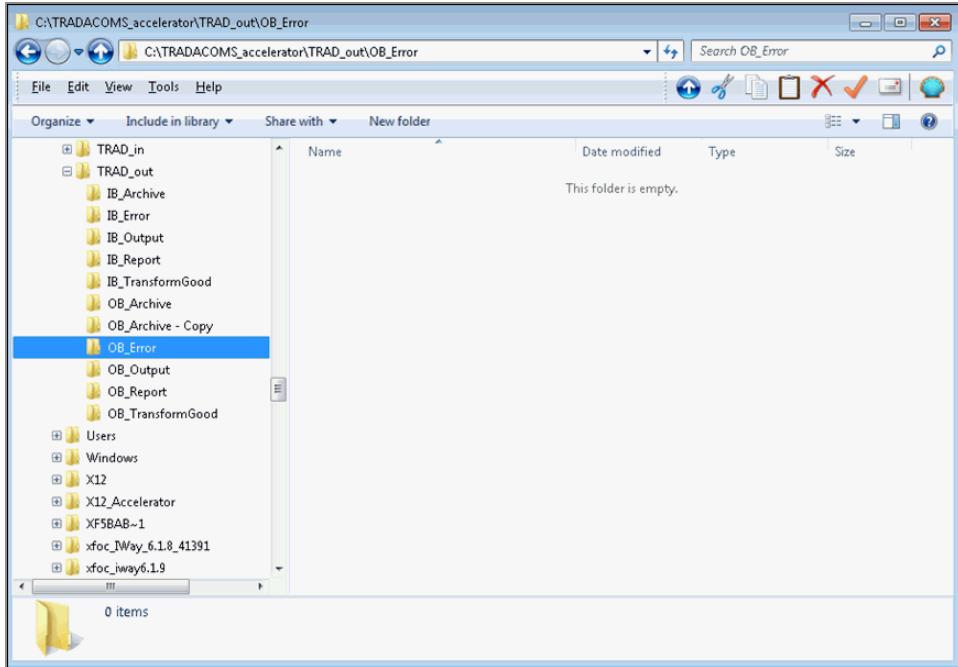 C:\TRADACOMS_accelerator\TRAD_out\OB_Error
C:\TRADACOMS_accelerator\TRAD_out\OB_Error Search OB_Error
File Edit View Tools Help
Organize Include in library Share with New folder
TRAD_in
TRAD_out
IB_Archive
IB_Error
IB_Output
IB_Report
IB_TransformGood
OB_Archive
OB_Archive - Copy
OB_Error
OB_Output
OB_Report
OB_TransformGood
Users
Windows
X12
X12_Accelerator
XF5BAB~1
xfoc_IWay_6.1.8_41391
xfoc_iway6.1.9
Name Date modified Type Size
This folder is empty.
0 items